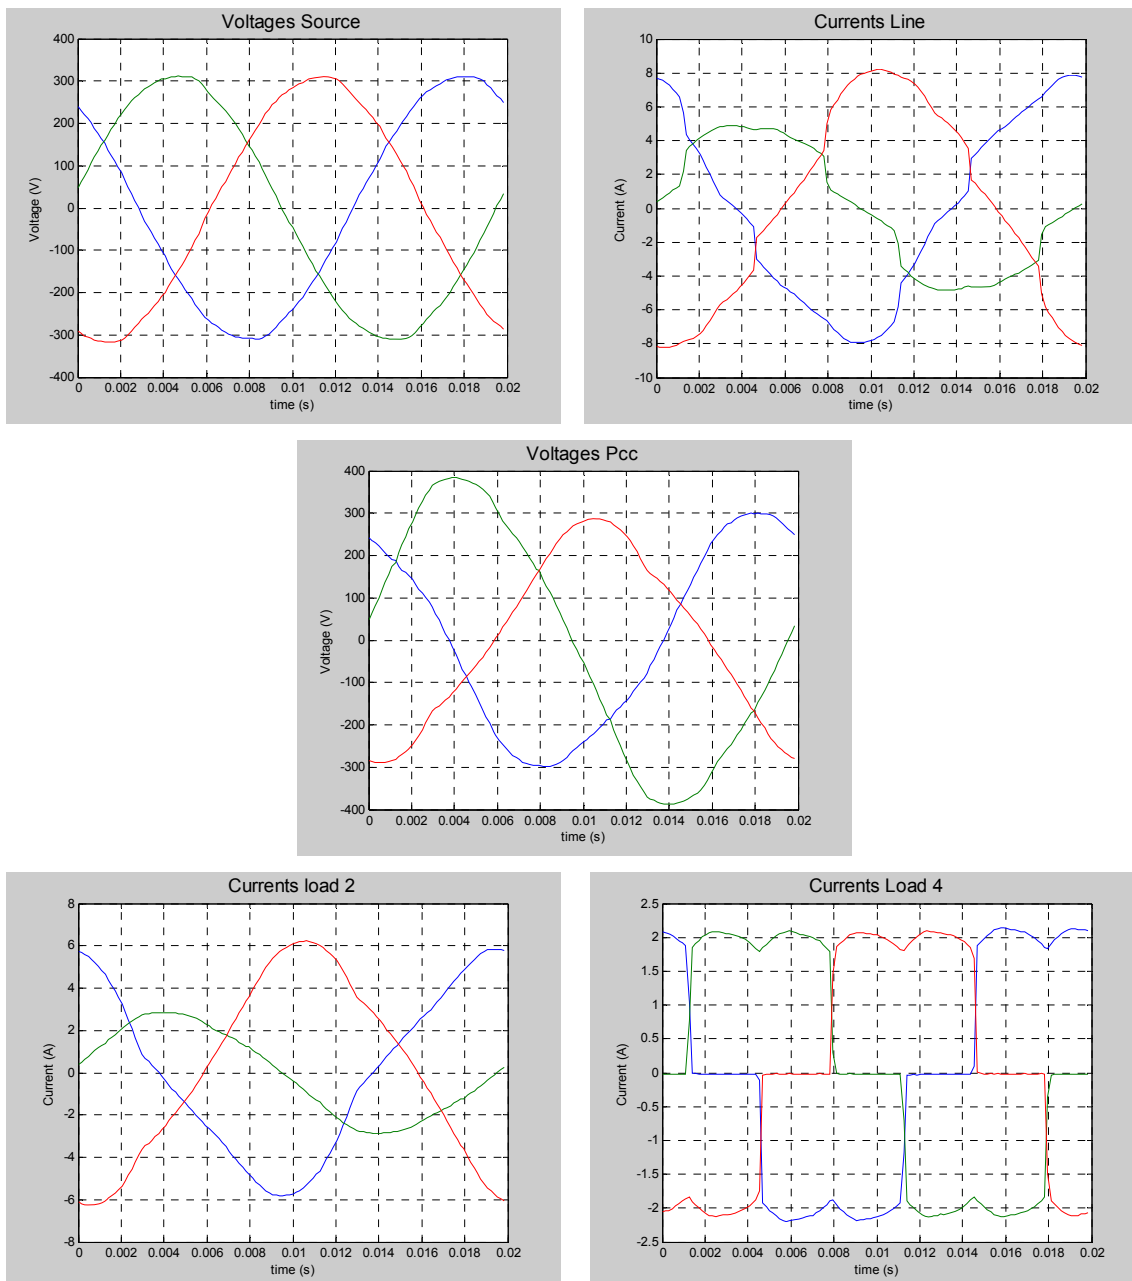 Voltages Source
Voltage (V)
400
300
200
100
0
-100
-200
-300
-400
0 0.002 0.004 0.006 0.008 0.01 0.012 0.014 0.016 0.018 0.02
time (s)
Currents Line
Current (A)
10
8
6
4
2
0
-2
-4
-6
-8
-10
0 0.002 0.004 0.006 0.008 0.01 0.012 0.014 0.016 0.018 0.02
time (s)
Voltages Pcc
Voltage (V)
400
300
200
100
0
-100
-200
-300
-400
0 0.002 0.004 0.006 0.008 0.01 0.012 0.014 0.016 0.018 0.02
time (s)
Currents load 2
Current (A)
8
6
4
2
0
-2
-4
-6
-8
0 0.002 0.004 0.006 0.008 0.01 0.012 0.014 0.016 0.018 0.02
time (s)
Currents Load 4
Current (A)
2.5
2
1.5
1
0.5
0
-0.5
-1
-1.5
-2
-2.5
0 0.002 0.004 0.006 0.008 0.01 0.012 0.014 0.016 0.018 0.02
time (s)